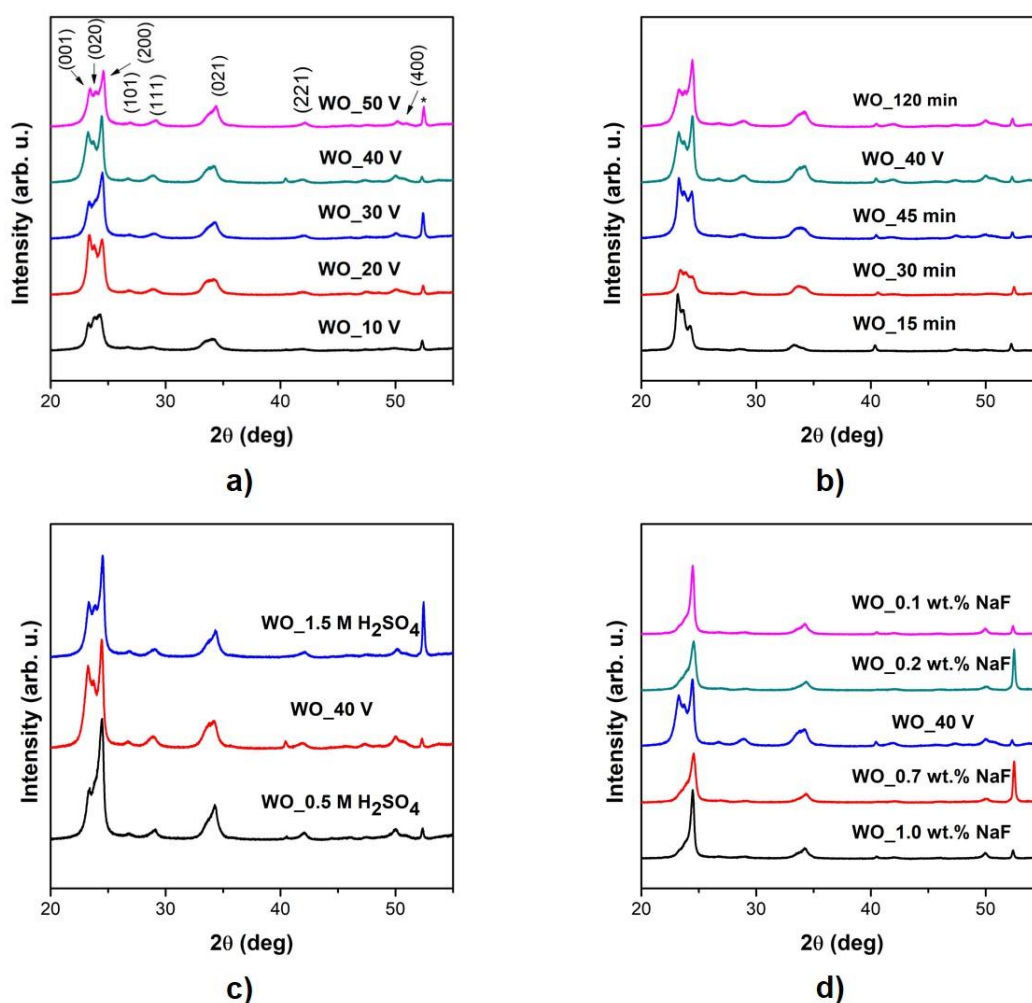 Intensity (arb. u.)
(001)
(020)
(200)
(101)
(111)
(021)
(221)
(400)
*
WO_50 V
WO_40 V
WO_30 V
WO_20 V
WO_10 V
20 30 40 50
2θ (deg)
a)
Intensity (arb. u.)
WO_120 min
WO_40 V
WO_45 min
WO_30 min
WO_15 min
20 30 40 50
2θ (deg)
b)
Intensity (arb. u.)
WO_1.5 M H₂SO₄
WO_40 V
WO_0.5 M H₂SO₄
20 30 40 50
2θ (deg)
c)
Intensity (arb. u.)
WO_0.1 wt.% NaF
WO_0.2 wt.% NaF
WO_40 V
WO_0.7 wt.% NaF
WO_1.0 wt.% NaF
20 30 40 50
2θ (deg)
d)